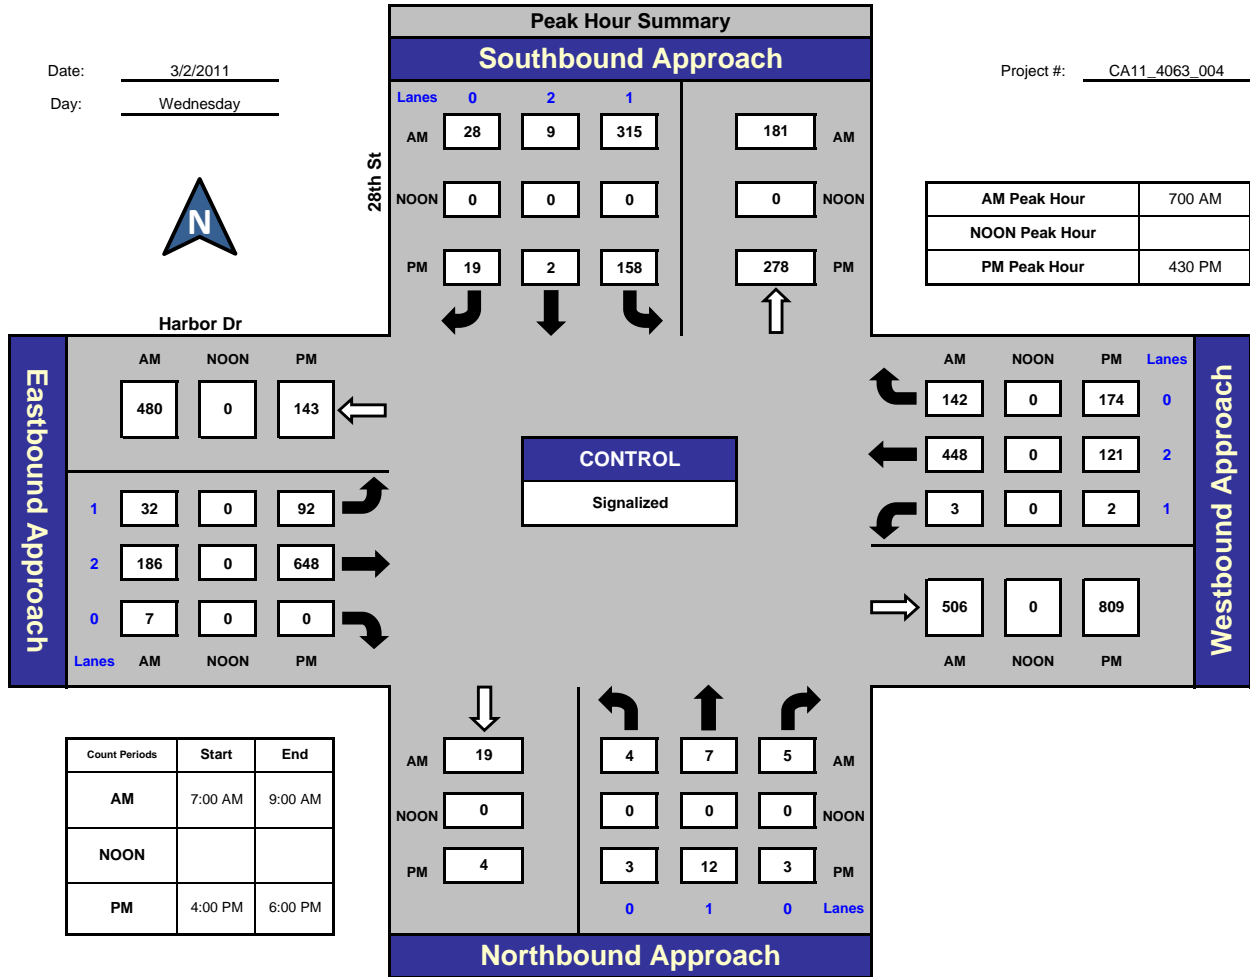 Peak Hour Summary
Southbound Approach
Date: 3/2/2011
Day: Wednesday
Project #: CA11_4063_004
Lanes 0 2 1
AM 28 9 315 181 AM
28th St
NOON 0 0 0 0 NOON
PM 19 2 158 278 PM
N
AM Peak Hour 700 AM
NOON Peak Hour
PM Peak Hour 430 PM
Harbor Dr
Eastbound Approach
AM NOON PM
480 0 143
1 32 0 92
2 186 0 648
0 7 0 0
Lanes AM NOON PM
CONTROL
Signalized
AM NOON PM Lanes
142 0 174 0
448 0 121 2
3 0 2 1
506 0 809
AM NOON PM
Westbound Approach
Count Periods Start End
AM 7:00 AM 9:00 AM
NOON
PM 4:00 PM 6:00 PM
AM 19 4 7 5 AM
NOON 0 0 0 0 NOON
PM 4 3 12 3 PM
0 1 0 Lanes
Northbound Approach